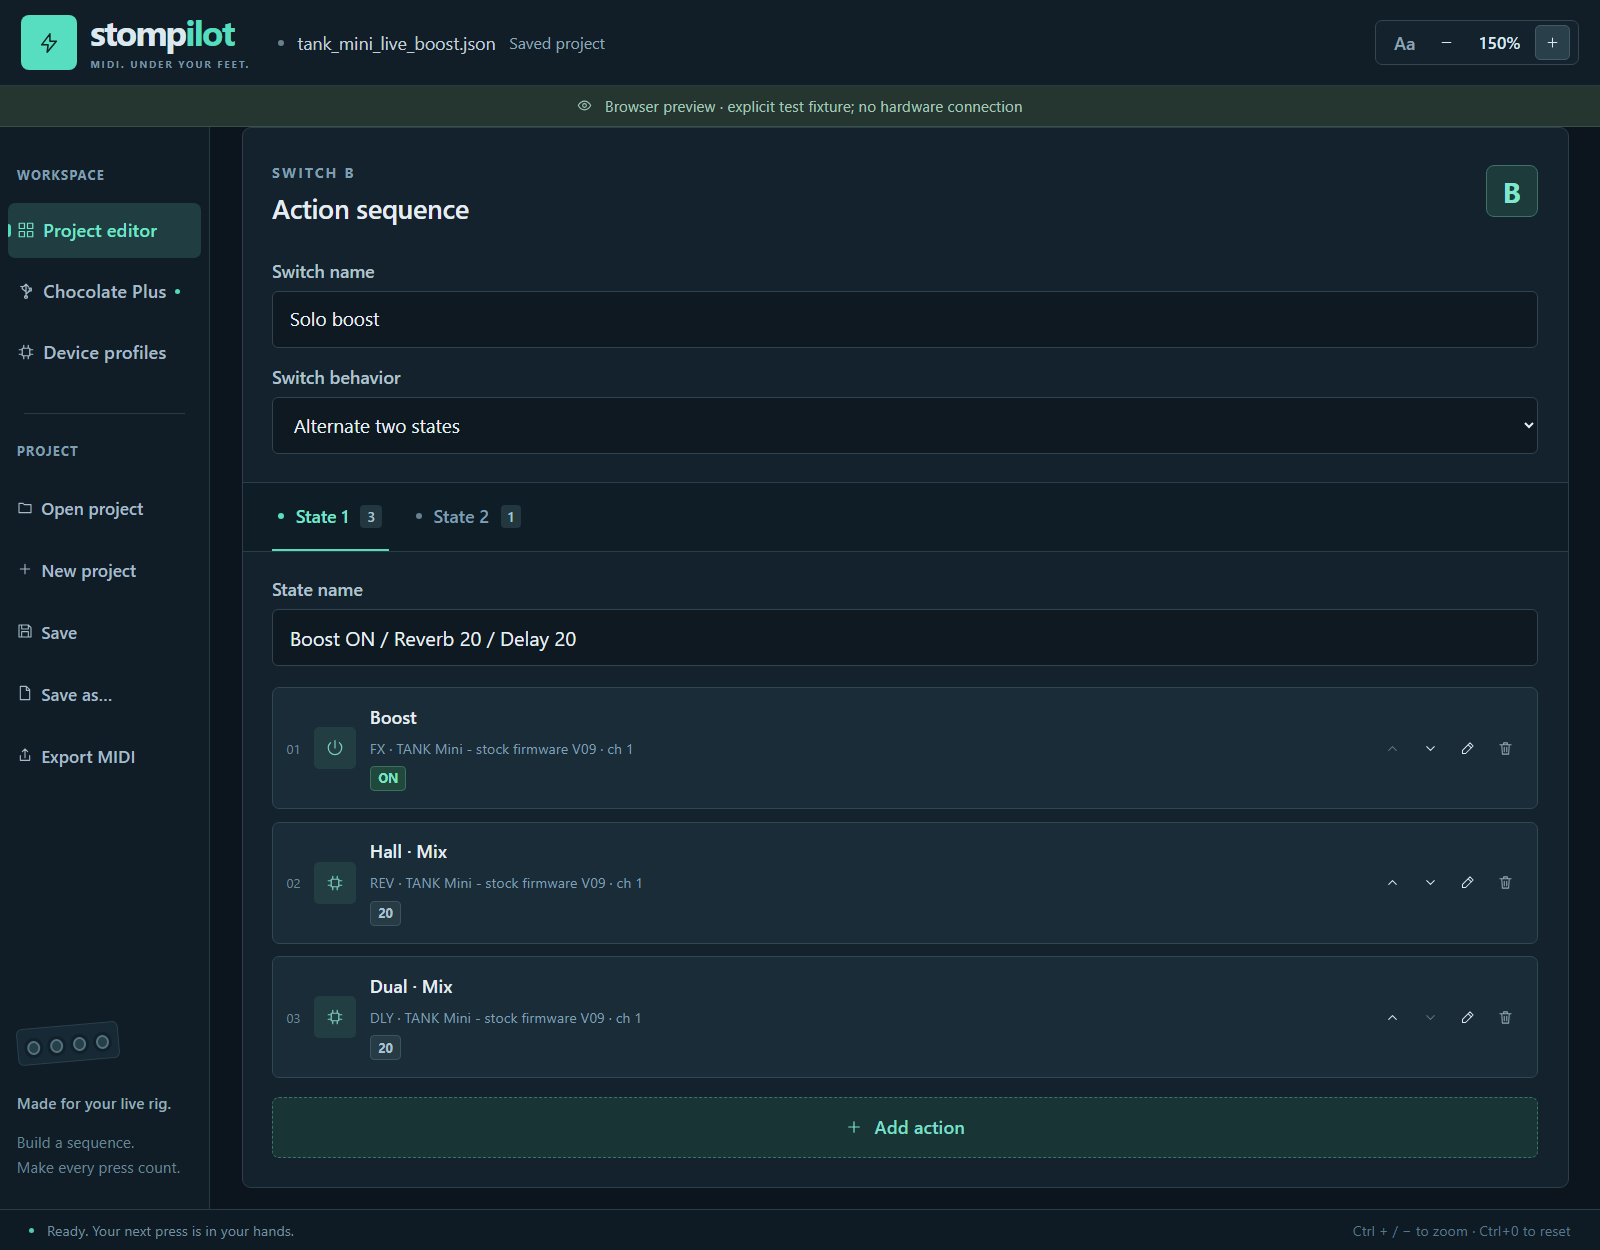 stompilot
MIDI. UNDER YOUR FEET.
• tank_mini_live_boost.json Saved project
Aa − 150% +
Browser preview · explicit test fixture; no hardware connection
WORKSPACE
Project editor
Chocolate Plus •
Device profiles
PROJECT
Open project
+ New project
Save
Save as...
Export MIDI
Made for your live rig.
Build a sequence.
Make every press count.
SWITCH B
Action sequence
B
Switch name
Solo boost
Switch behavior
Alternate two states
• State 1 3 • State 2 1
State name
Boost ON / Reverb 20 / Delay 20
01
Boost
FX · TANK Mini - stock firmware V09 · ch 1
ON
02
Hall · Mix
REV · TANK Mini - stock firmware V09 · ch 1
20
03
Dual · Mix
DLY · TANK Mini - stock firmware V09 · ch 1
20
+ Add action
• Ready. Your next press is in your hands.
Ctrl + / − to zoom · Ctrl+0 to reset